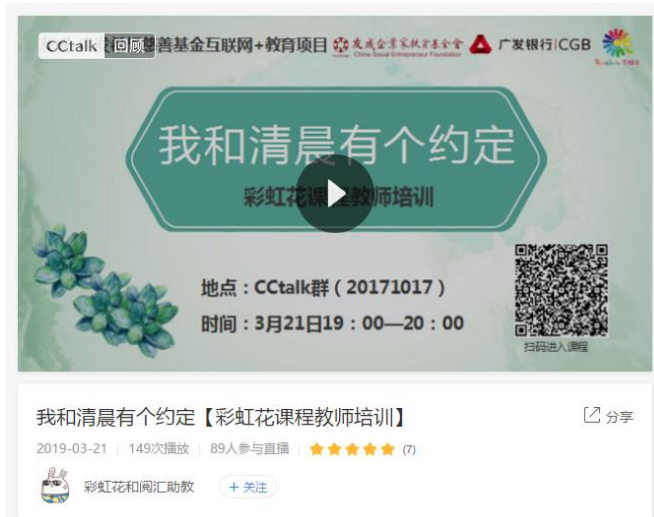 CCtalk 回顾 善基金互联网+教育项目 友成企业家扶贫基金会 广发银行|CGB
China Social Entrepreneur Foundation
我和清晨有个约定
彩虹花课程教师培训
地点：CCtalk群（20171017）
时间：3月21日19：00—20：00
扫码进入课程
我和清晨有个约定【彩虹花课程教师培训】
分享
2019-03-21 149次播放 89人参与直播 (7)
彩虹花和阅汇助教 + 关注